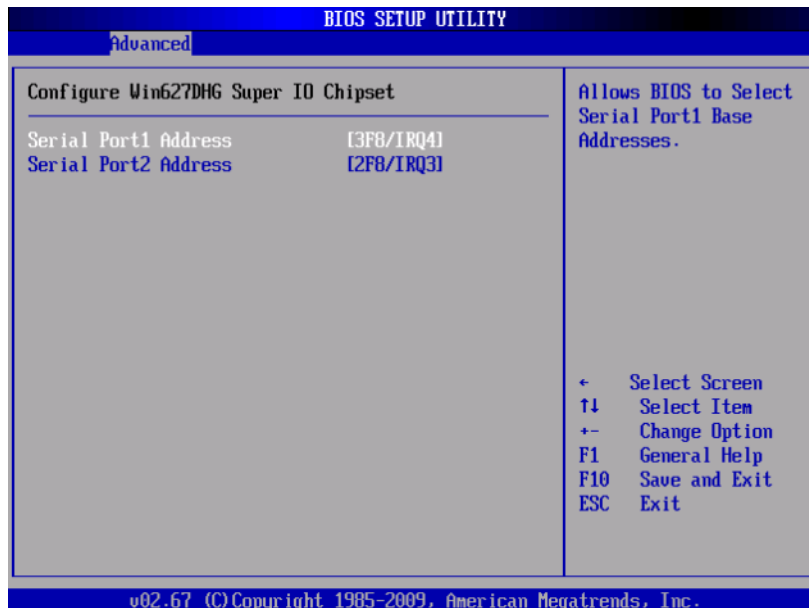 BIOS SETUP UTILITY
Advanced
Configure Win627DHG Super IO Chipset
Serial Port1 Address [3F8/IRQ4]
Serial Port2 Address [2F8/IRQ3]
Allows BIOS to Select
Serial Port1 Base
Addresses.
← Select Screen
↑↓ Select Item
+- Change Option
F1 General Help
F10 Save and Exit
ESC Exit
v02.67 (C)Copyright 1985-2009, American Megatrends, Inc.